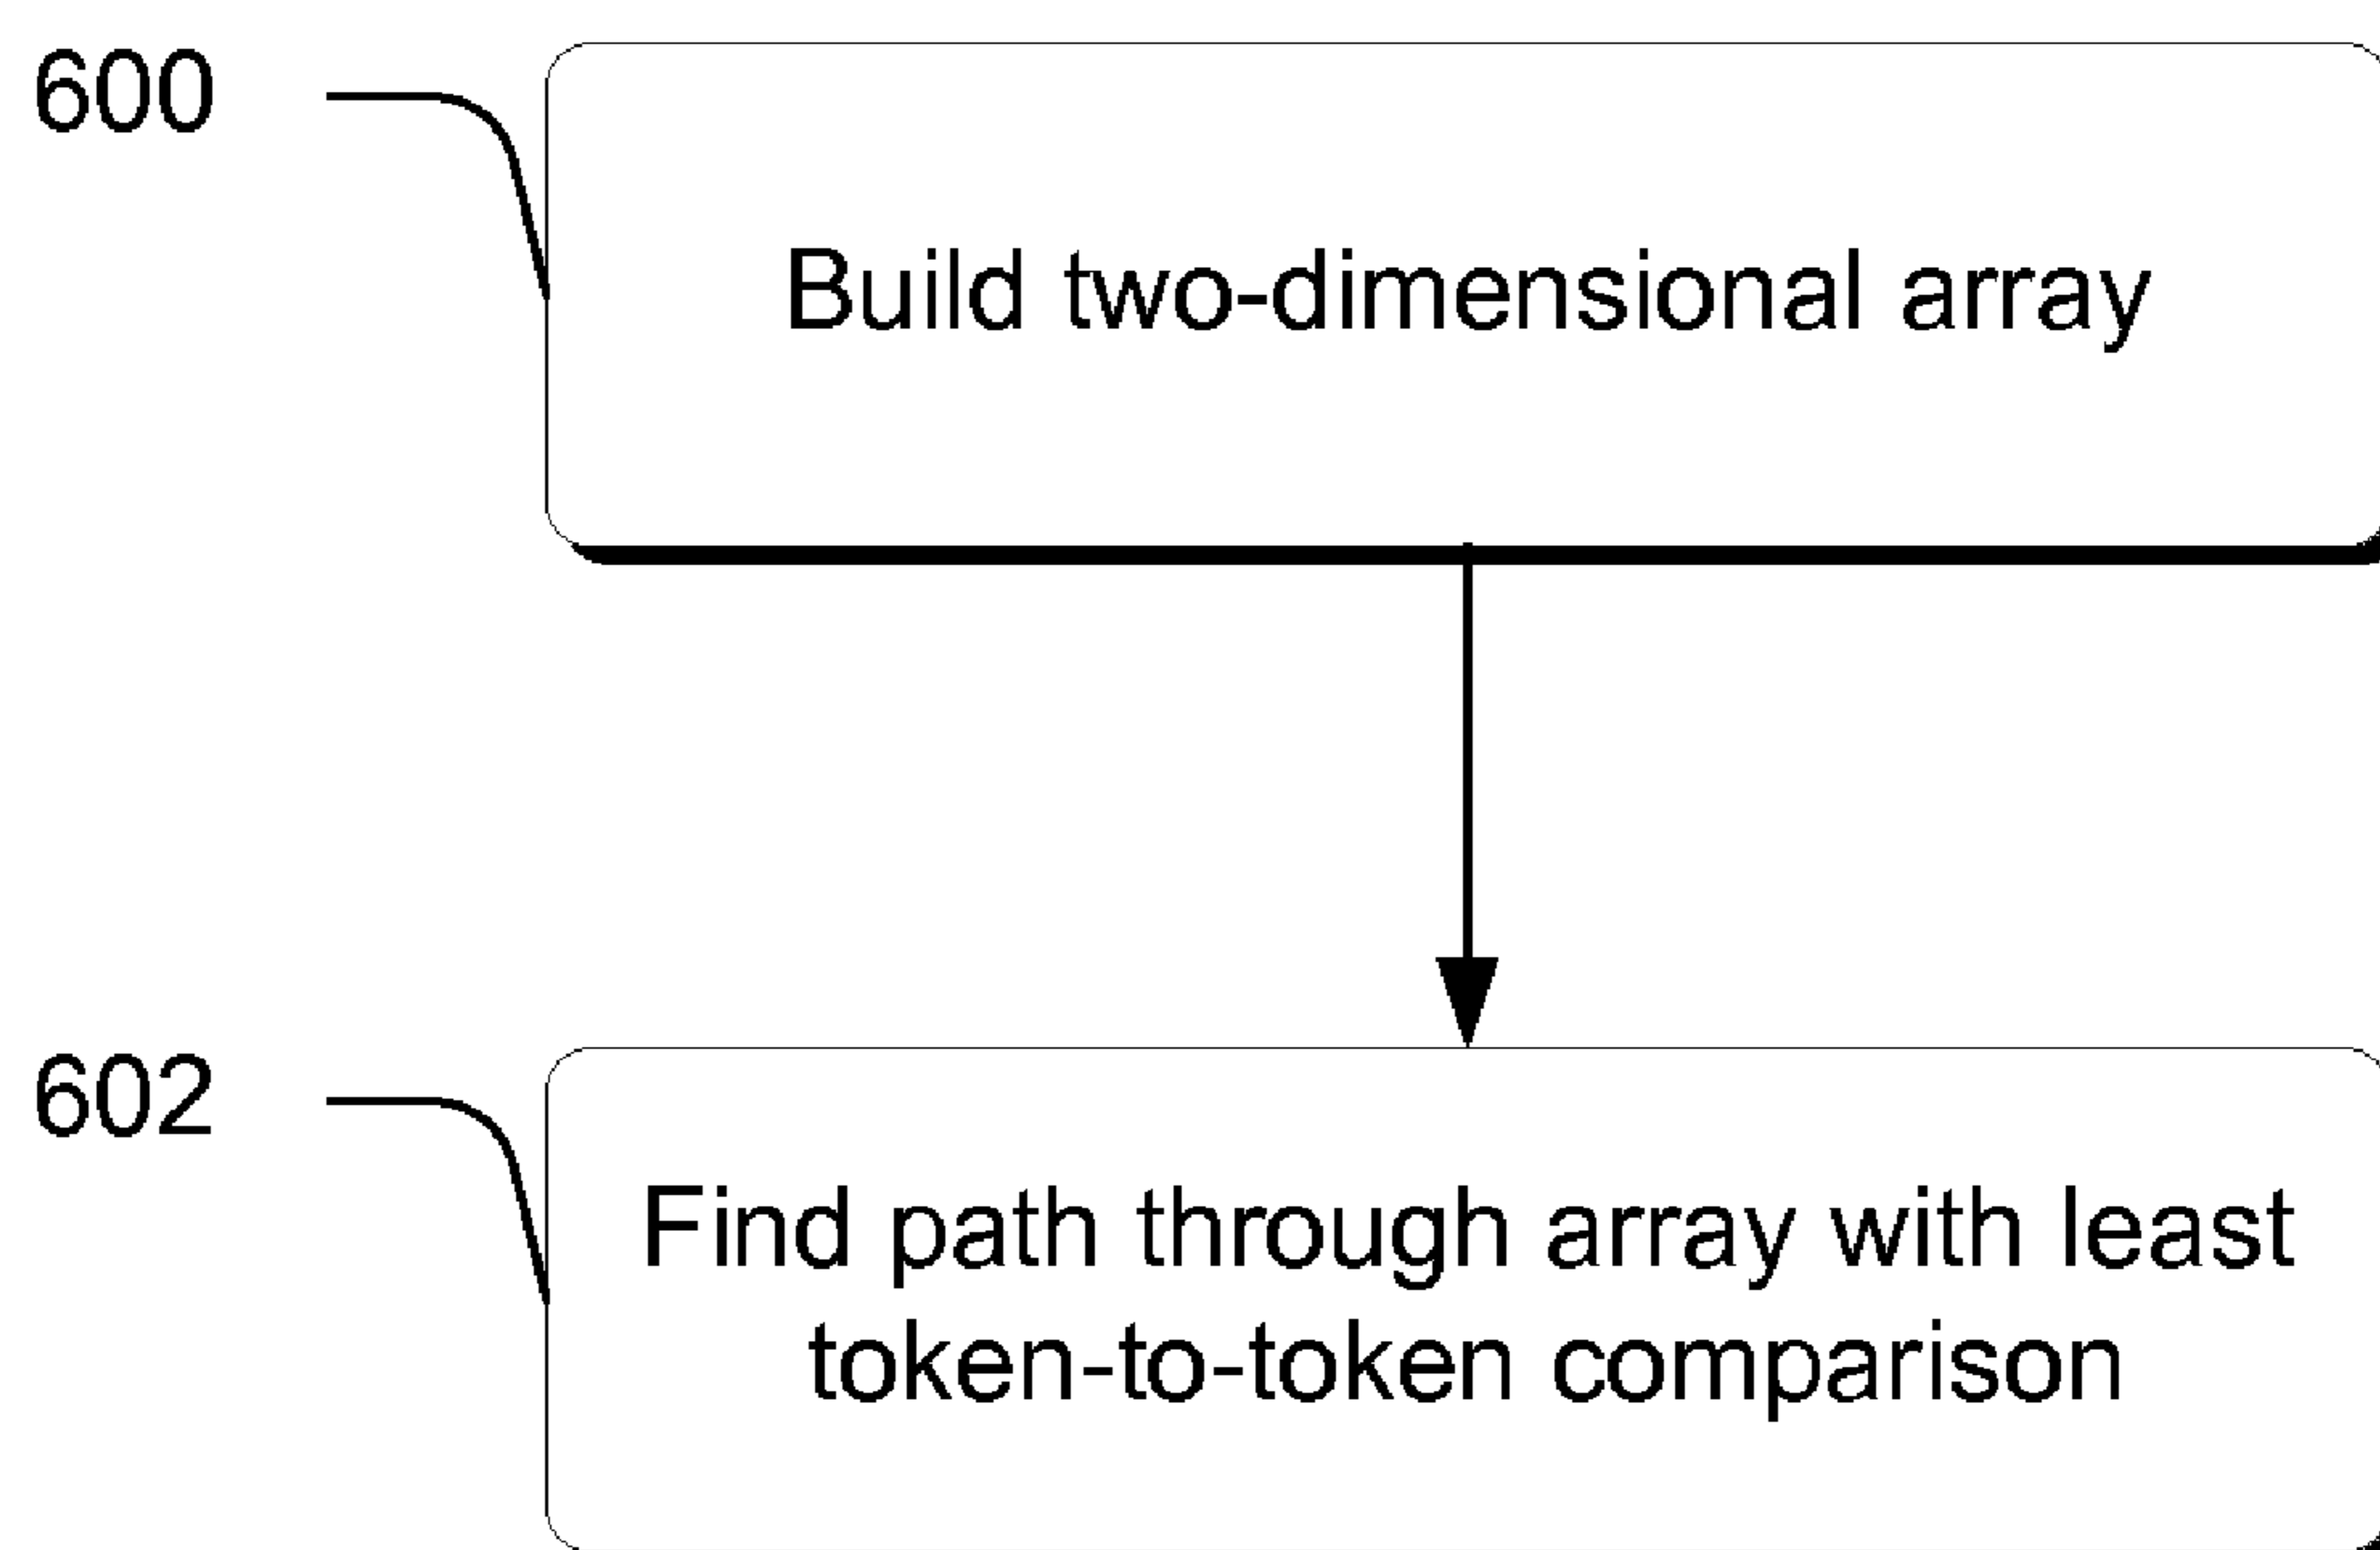 600
Build two-dimensional array
602
Find path through array with least
token-to-token comparison